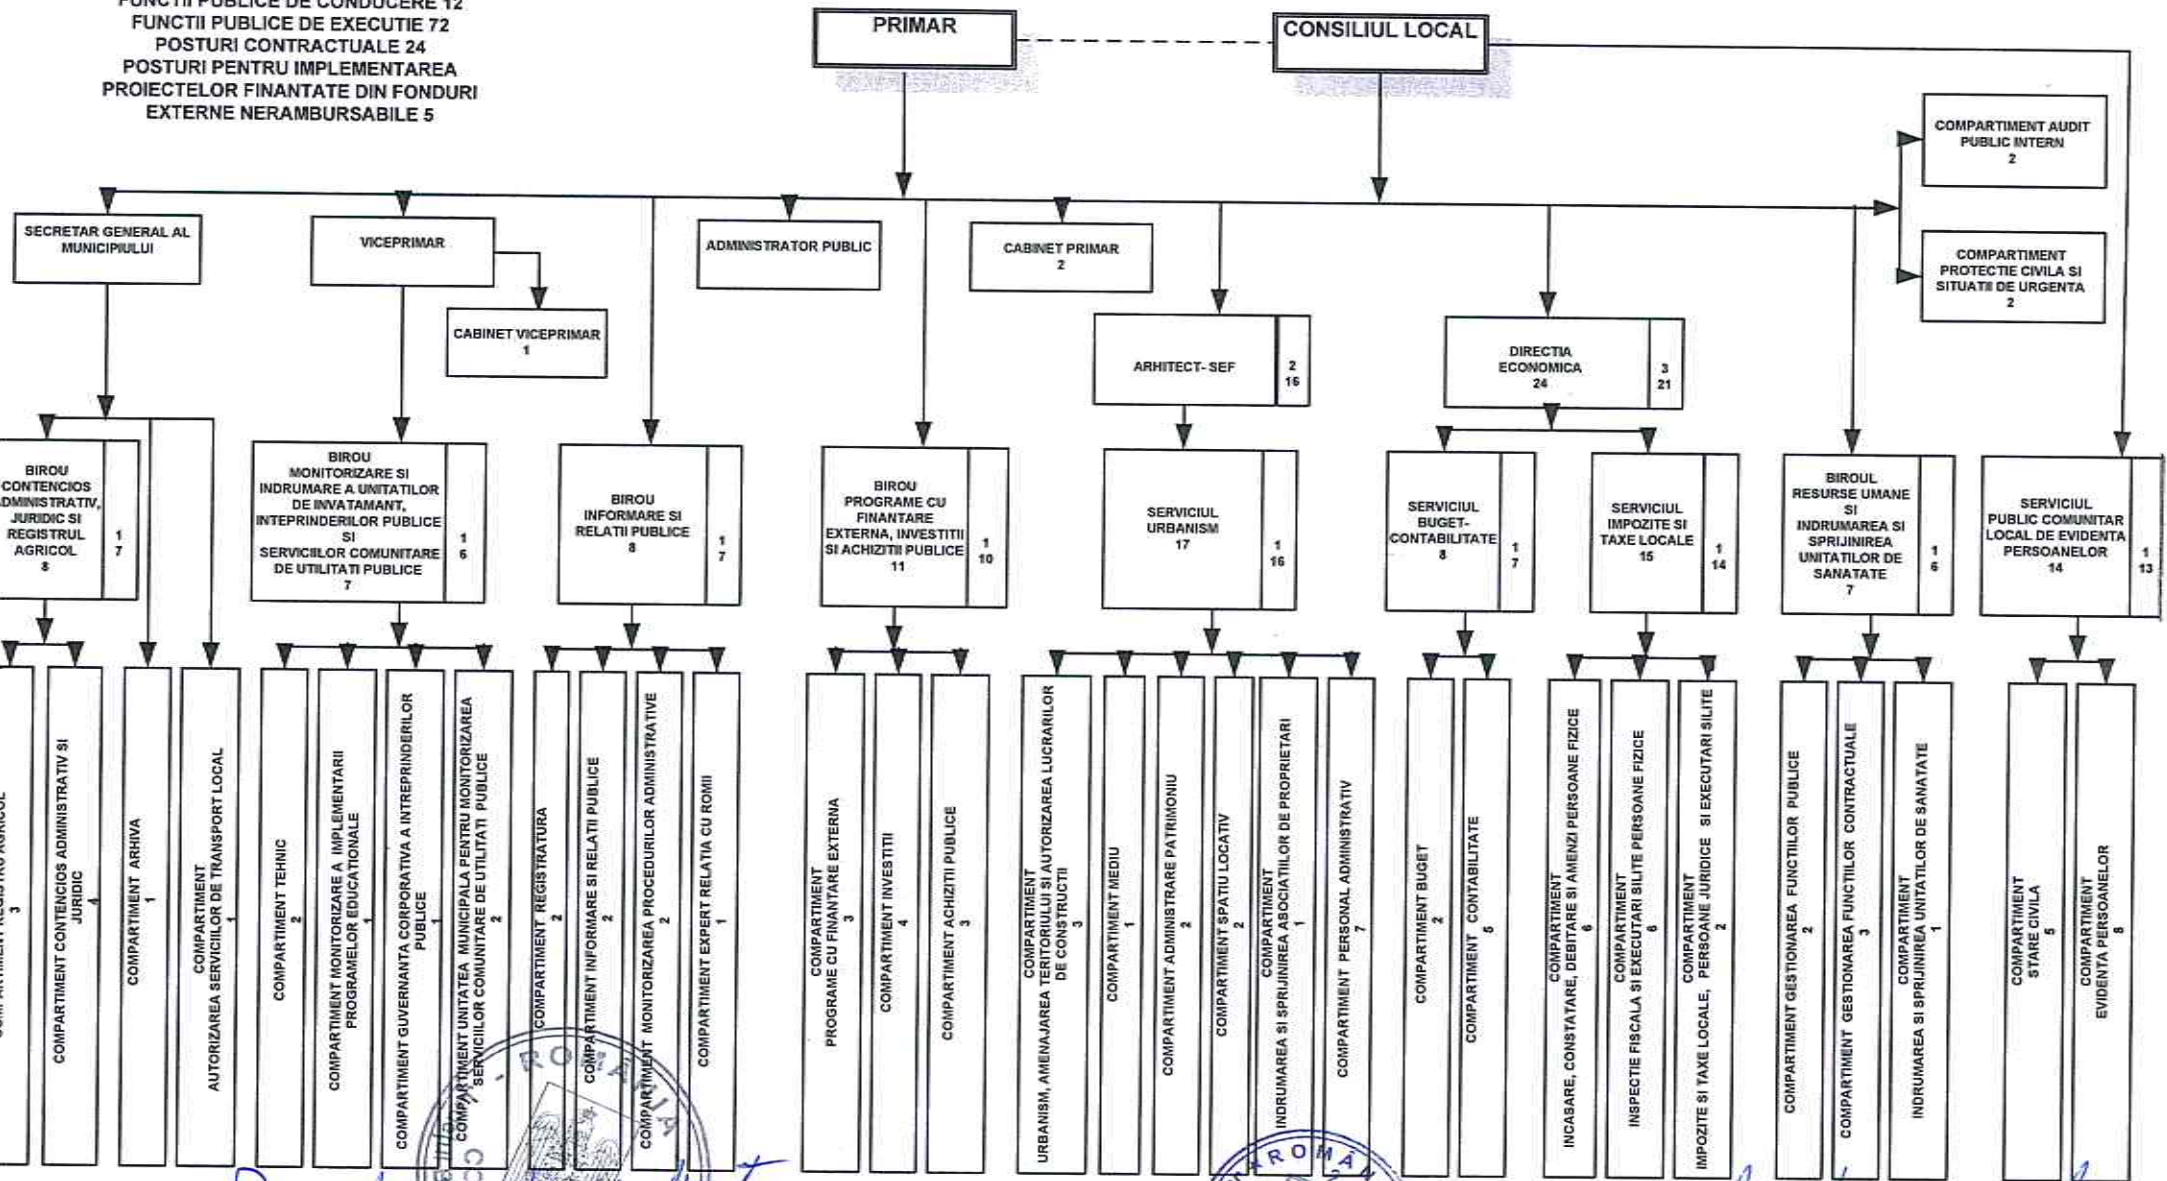 FUNCTII PUBLICE DE CONDUCERE 12
FUNCTII PUBLICE DE EXECUTIE 72
POSTURI CONTRACTUALE 24
POSTURI PENTRU IMPLEMENTAREA
PROIECTELOR FINANTATE DIN FONDURI
EXTERNE NERAMBURSABILE 5
PRIMAR
CONSILIUL LOCAL
COMPARTIMENT AUDIT
PUBLIC INTERN
2
COMPARTIMENT
PROTECTIE CIVILA SI
SITUATII DE URGENTA
2
SECRETAR GENERAL AL
MUNICIPIULUI
VICEPRIMAR
CABINET VICEPRIMAR
1
ADMINISTRATOR PUBLIC
CABINET PRIMAR
2
ARHITECT- SEF
2
16
DIRECTIA
ECONOMICA
24
3
21
BIROU
CONTENCIOS
ADMINISTRATIV,
JURIDIC SI
REGISTRUL
AGRICOL
8
1
7
BIROU
MONITORIZARE SI
INDRUMARE A UNITATILOR
DE INVATAMANT,
INTEPRINDERILOR PUBLICE
SI
SERVICIILOR COMUNITARE
DE UTILITATI PUBLICE
7
1
6
BIROU
INFORMARE SI
RELATII PUBLICE
8
1
7
BIROU
PROGRAME CU
FINANTARE
EXTERNA, INVESTITII
SI ACHIZITII PUBLICE
11
1
10
SERVICIUL
URBANISM
17
1
16
SERVICIUL
BUGET-
CONTABILITATE
8
1
7
SERVICIUL
IMPOZITE SI
TAXE LOCALE
15
1
14
BIROUL
RESURSE UMANE
SI
INDRUMAREA SI
SPRIJINIREA
UNITATILOR DE
SANATATE
7
1
6
SERVICIUL
PUBLIC COMUNITAR
LOCAL DE EVIDENTA
PERSOANELOR
14
1
13
COMPARTIMENT REGISTRU AGRICOL
3
COMPARTIMENT CONTENCIOS ADMINISTRATIV SI
JURIDIC
4
COMPARTIMENT ARHIVA
1
COMPARTIMENT
AUTORIZAREA SERVICIILOR DE TRANSPORT LOCAL
1
COMPARTIMENT TEHNIC
2
COMPARTIMENT MONITORIZARE A IMPLEMENTARII
PROGRAMELOR EDUCATIONALE
1
COMPARTIMENT GUVERNANTA CORPORATIVA A INTREPRINDERILOR
PUBLICE
1
COMPARTIMENT UNITATEA MUNICIPALA PENTRU MONITORIZAREA
SERVICIILOR COMUNITARE DE UTILITATI PUBLICE
2
COMPARTIMENT REGISTRATURA
2
COMPARTIMENT INFORMARE SI RELATII PUBLICE
2
COMPARTIMENT MONITORIZAREA PROCEDURILOR ADMINISTRATIVE
2
COMPARTIMENT EXPERT RELATIA CU ROMII
1
COMPARTIMENT
PROGRAME CU FINANTARE EXTERNA
3
COMPARTIMENT INVESTITII
4
COMPARTIMENT ACHIZITII PUBLICE
3
COMPARTIMENT
URBANISM, AMENAJAREA TERITORIULUI SI AUTORIZAREA LUCRARILOR
DE CONSTRUCTII
3
COMPARTIMENT MEDIU
1
COMPARTIMENT ADMINISTRARE PATRIMONIU
2
COMPARTIMENT SPATIU LOCATIV
2
COMPARTIMENT
INDRUMAREA SI SPRIJINIREA ASOCIATIILOR DE PROPRIETARI
1
COMPARTIMENT PERSONAL ADMINISTRATIV
7
COMPARTIMENT BUGET
2
COMPARTIMENT CONTABILITATE
5
COMPARTIMENT
INCASARE, CONSTATARE, DEBITARE SI AMENZI PERSOANE FIZICE
6
COMPARTIMENT
INSPECTIE FISCALA SI EXECUTARI SILITE PERSOANE FIZICE
6
COMPARTIMENT
IMPOZITE SI TAXE LOCALE, PERSOANE JURIDICE SI EXECUTARI SILITE
2
COMPARTIMENT GESTIONAREA FUNCTIILOR PUBLICE
2
COMPARTIMENT GESTIONAREA FUNCTIILOR CONTRACTUALE
3
COMPARTIMENT
INDRUMAREA SI SPRIJINIREA UNITATILOR DE SANATATE
1
COMPARTIMENT
STARE CIVILA
5
COMPARTIMENT
EVIDENTA PERSOANELOR
8
ROMANIA